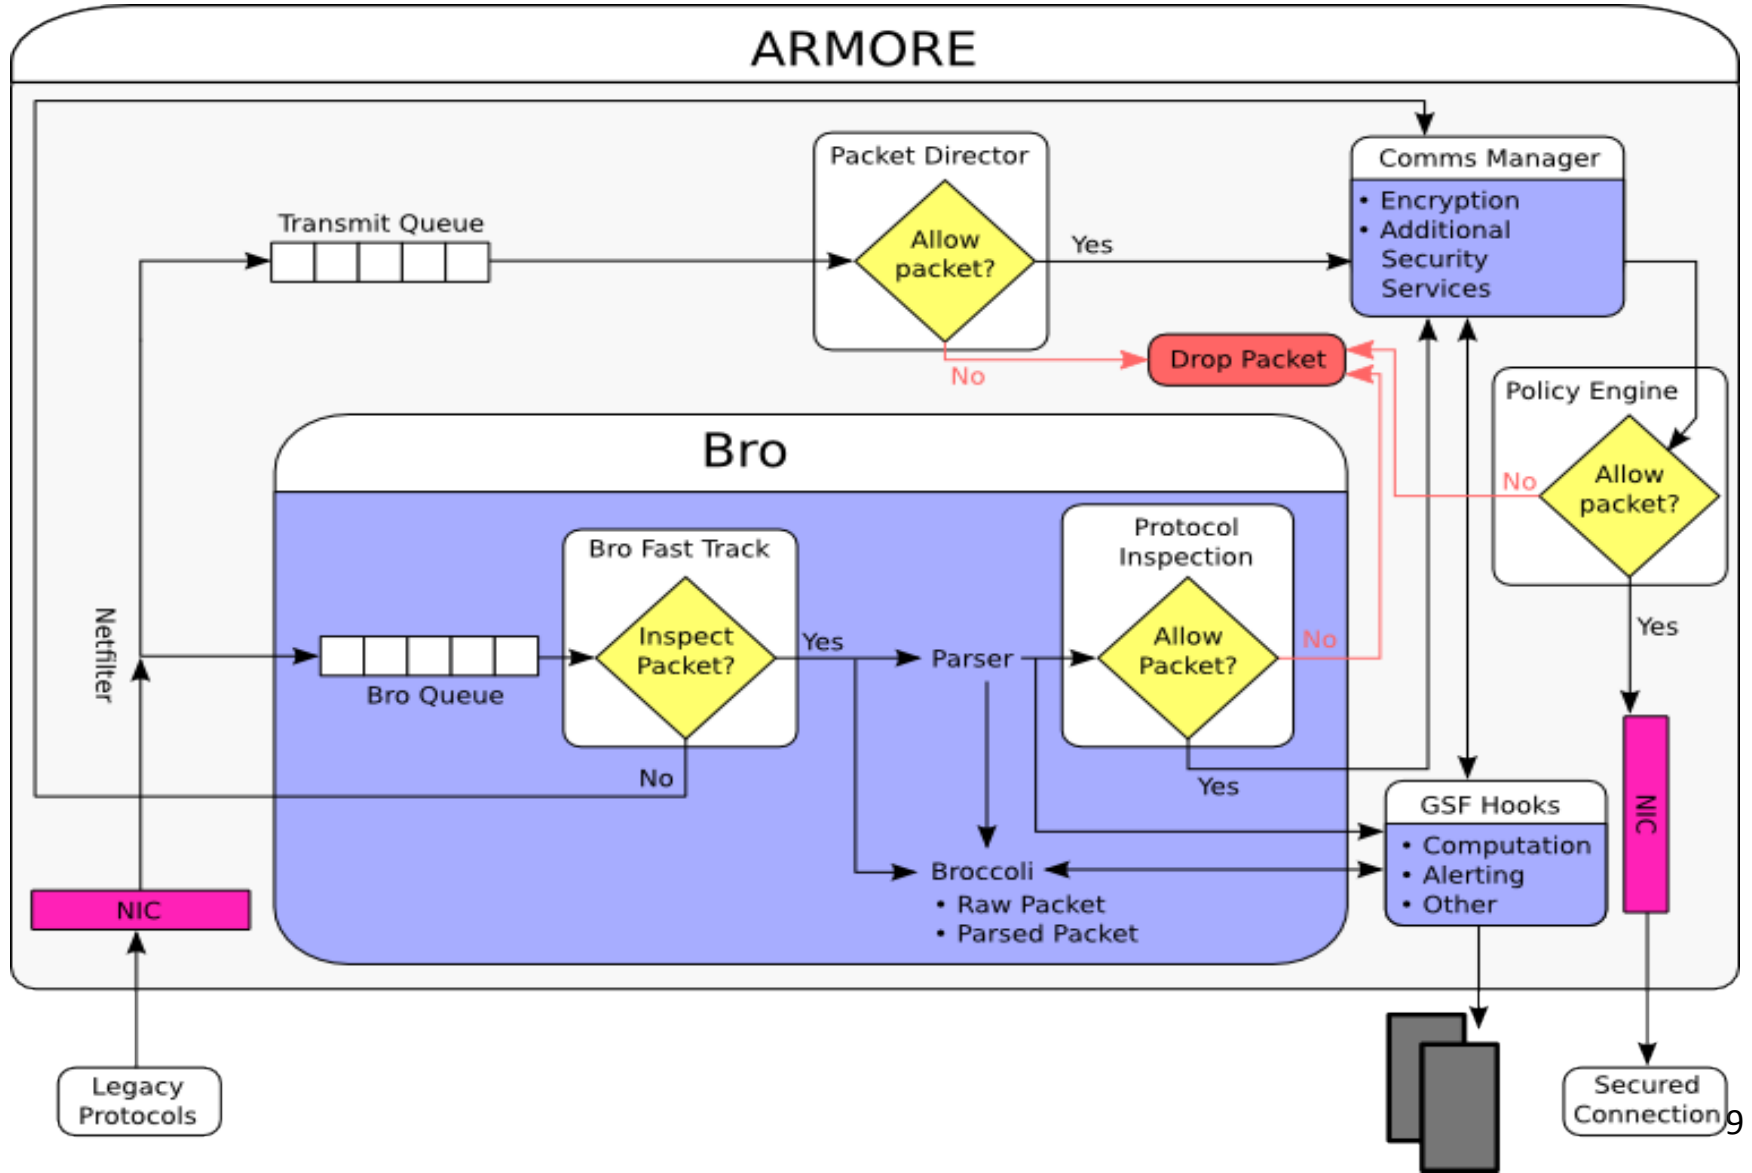 ARMORE
Packet Director
Allow
packet?
Yes
No
Comms Manager
• Encryption
• Additional
Security
Services
Transmit Queue
Drop Packet
Policy Engine
Allow
packet?
No
Yes
Bro
Bro Fast Track
Inspect
Packet?
Yes
No
Bro Queue
Parser
Protocol
Inspection
Allow
Packet?
No
Yes
Broccoli
• Raw Packet
• Parsed Packet
GSF Hooks
• Computation
• Alerting
• Other
Netfilter
NIC
NIC
Legacy
Protocols
Secured
Connection
9